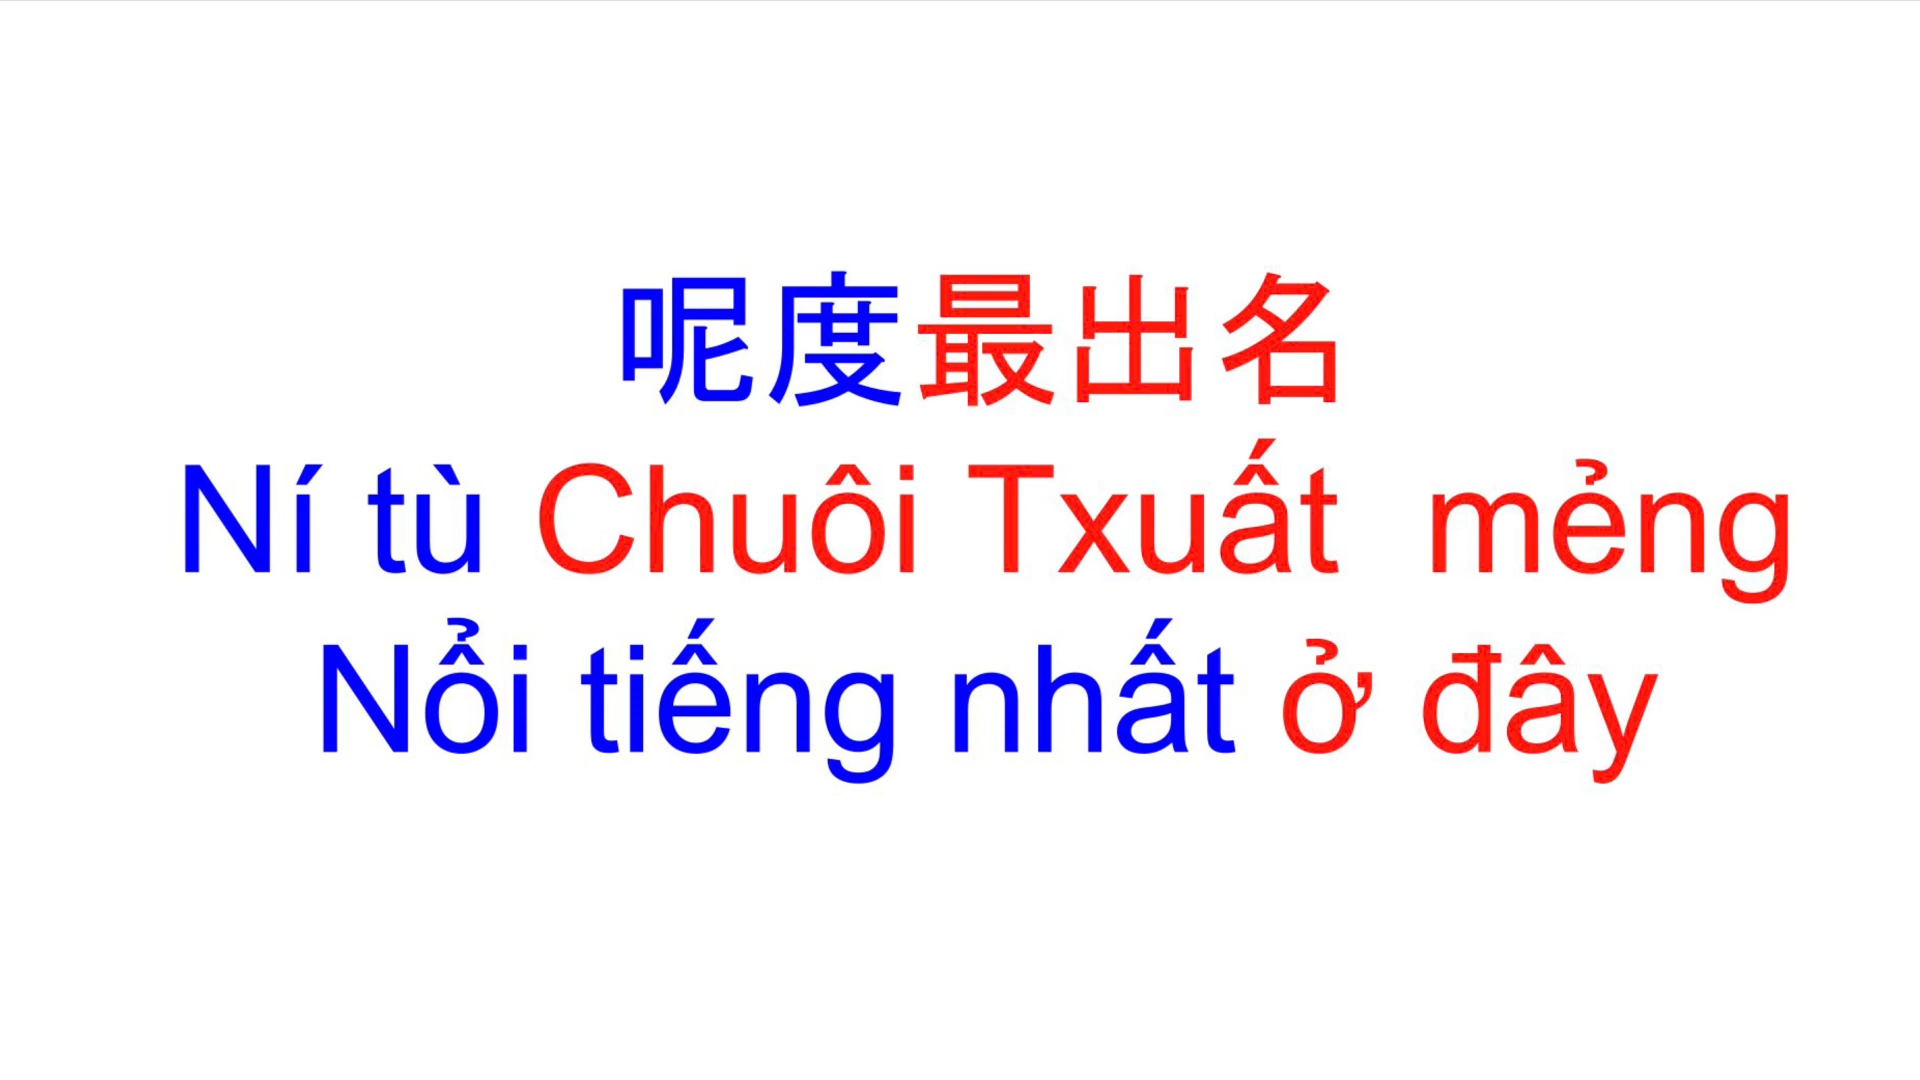 呢度最出名
Ní tù Chuôi Txuất mẻng
Nổi tiếng nhất ở đây